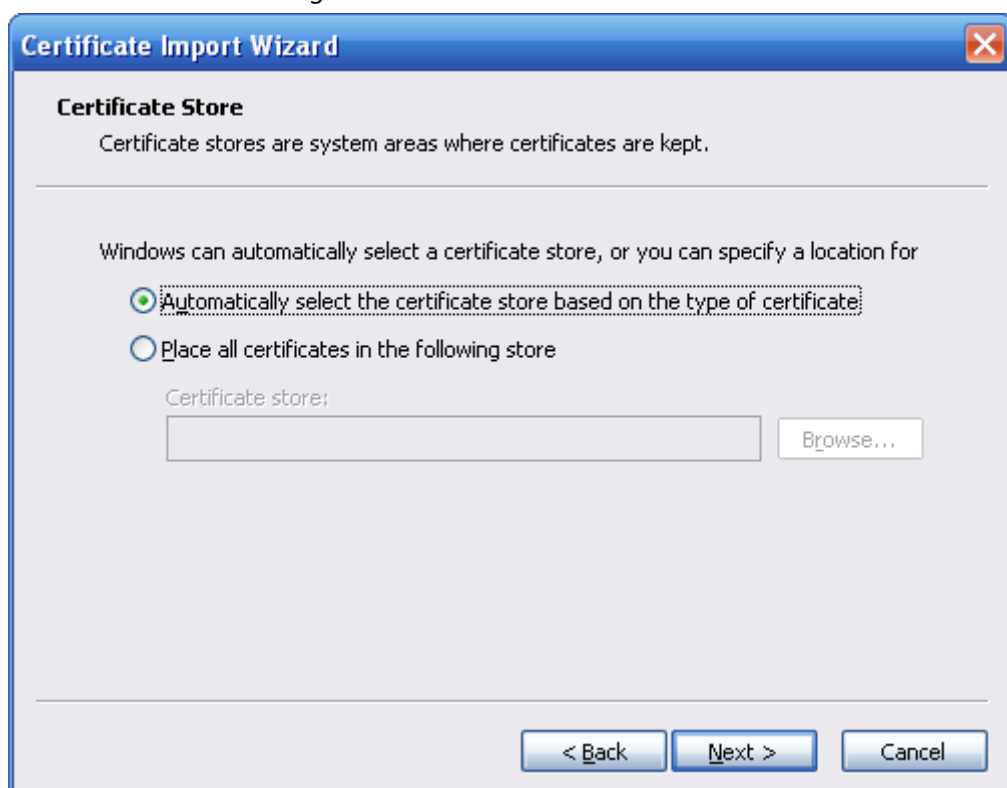 Certificate Import Wizard
Certificate Store
Certificate stores are system areas where certificates are kept.
Windows can automatically select a certificate store, or you can specify a location for
Automatically select the certificate store based on the type of certificate
Place all certificates in the following store
Certificate store:
Browse...
< Back
Next >
Cancel